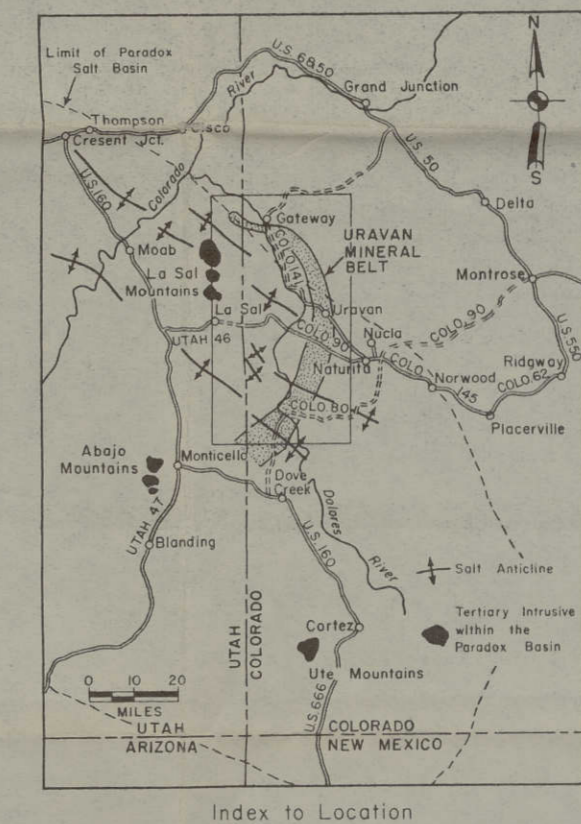 Limit of Paradox
Salt Basin
N
S
U.S. 6&50
River
Grand Junction
Thompson
Cresent Jct.
Cisco
U.S. 160
Colorado
U.S. 50
Gateway
COLO. 141
URAVAN
MINERAL
BELT
Delta
Moab
La Sal
Mountains
Montrose
La Sal
Uravan
COLO. 90
U.S. 550
UTAH 46
COLO. 90
Nucla
Naturita
COLO. 145
Norwood
COLO. 62
Ridgway
Placerville
COLO. 80
Abajo
Mountains
Monticello
Dove
Creek
UTAH 47
Dolores
River
U.S. 160
Blanding
Salt Anticline
UTAH
COLORADO
Cortez
Tertiary Intrusive
within the
Paradox Basin
Ute Mountains
0 10 20
MILES
U.S. 666
UTAH
ARIZONA
COLORADO
NEW MEXICO
Index to Location